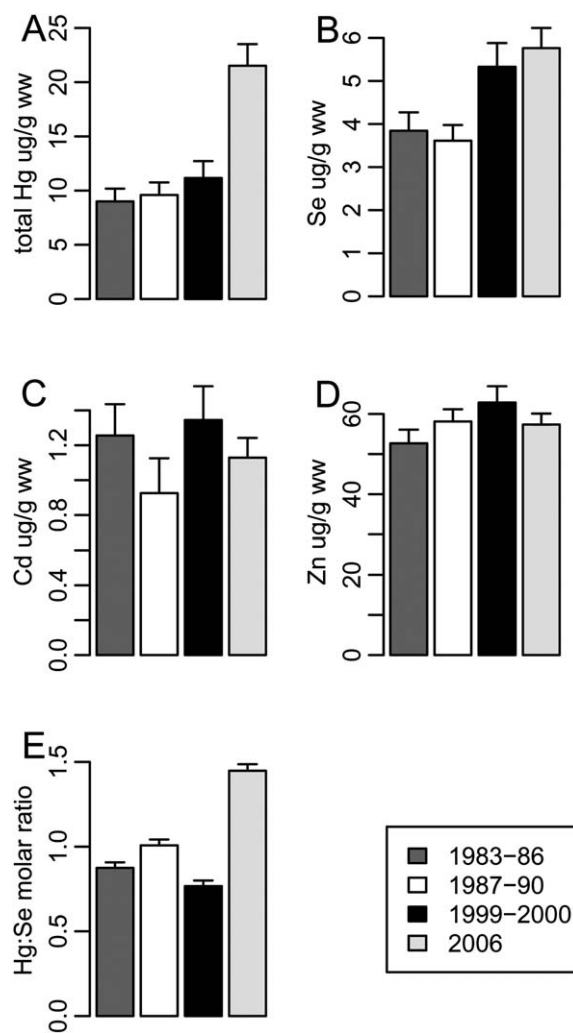 A
total Hg ug/g ww
0 5 10 15 20 25
B
Se ug/g ww
0 1 2 3 4 5 6
C
Cd ug/g ww
0.0 0.4 0.8 1.2
D
Zn ug/g ww
0 20 40 60
E
Hg:Se molar ratio
0.0 0.5 1.0 1.5
1983-86
1987-90
1999-2000
2006